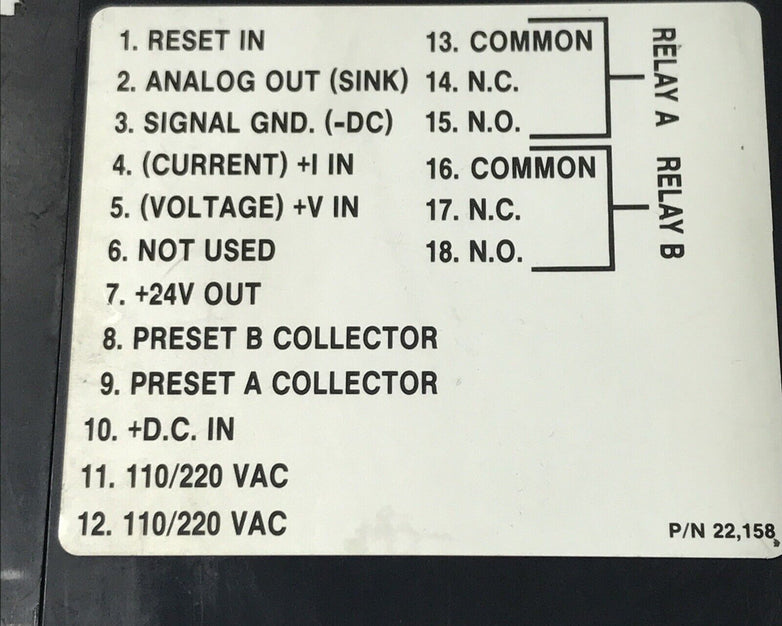 1. RESET IN
2. ANALOG OUT (SINK)
3. SIGNAL GND. (-DC)
4. (CURRENT) +I IN
5. (VOLTAGE) +V IN
6. NOT USED
7. +24V OUT
8. PRESET B COLLECTOR
9. PRESET A COLLECTOR
10. +D.C. IN
11. 110/220 VAC
12. 110/220 VAC
13. COMMON
14. N.C.
15. N.O.
RELAY A
16. COMMON
17. N.C.
18. N.O.
RELAY B
P/N 22,158